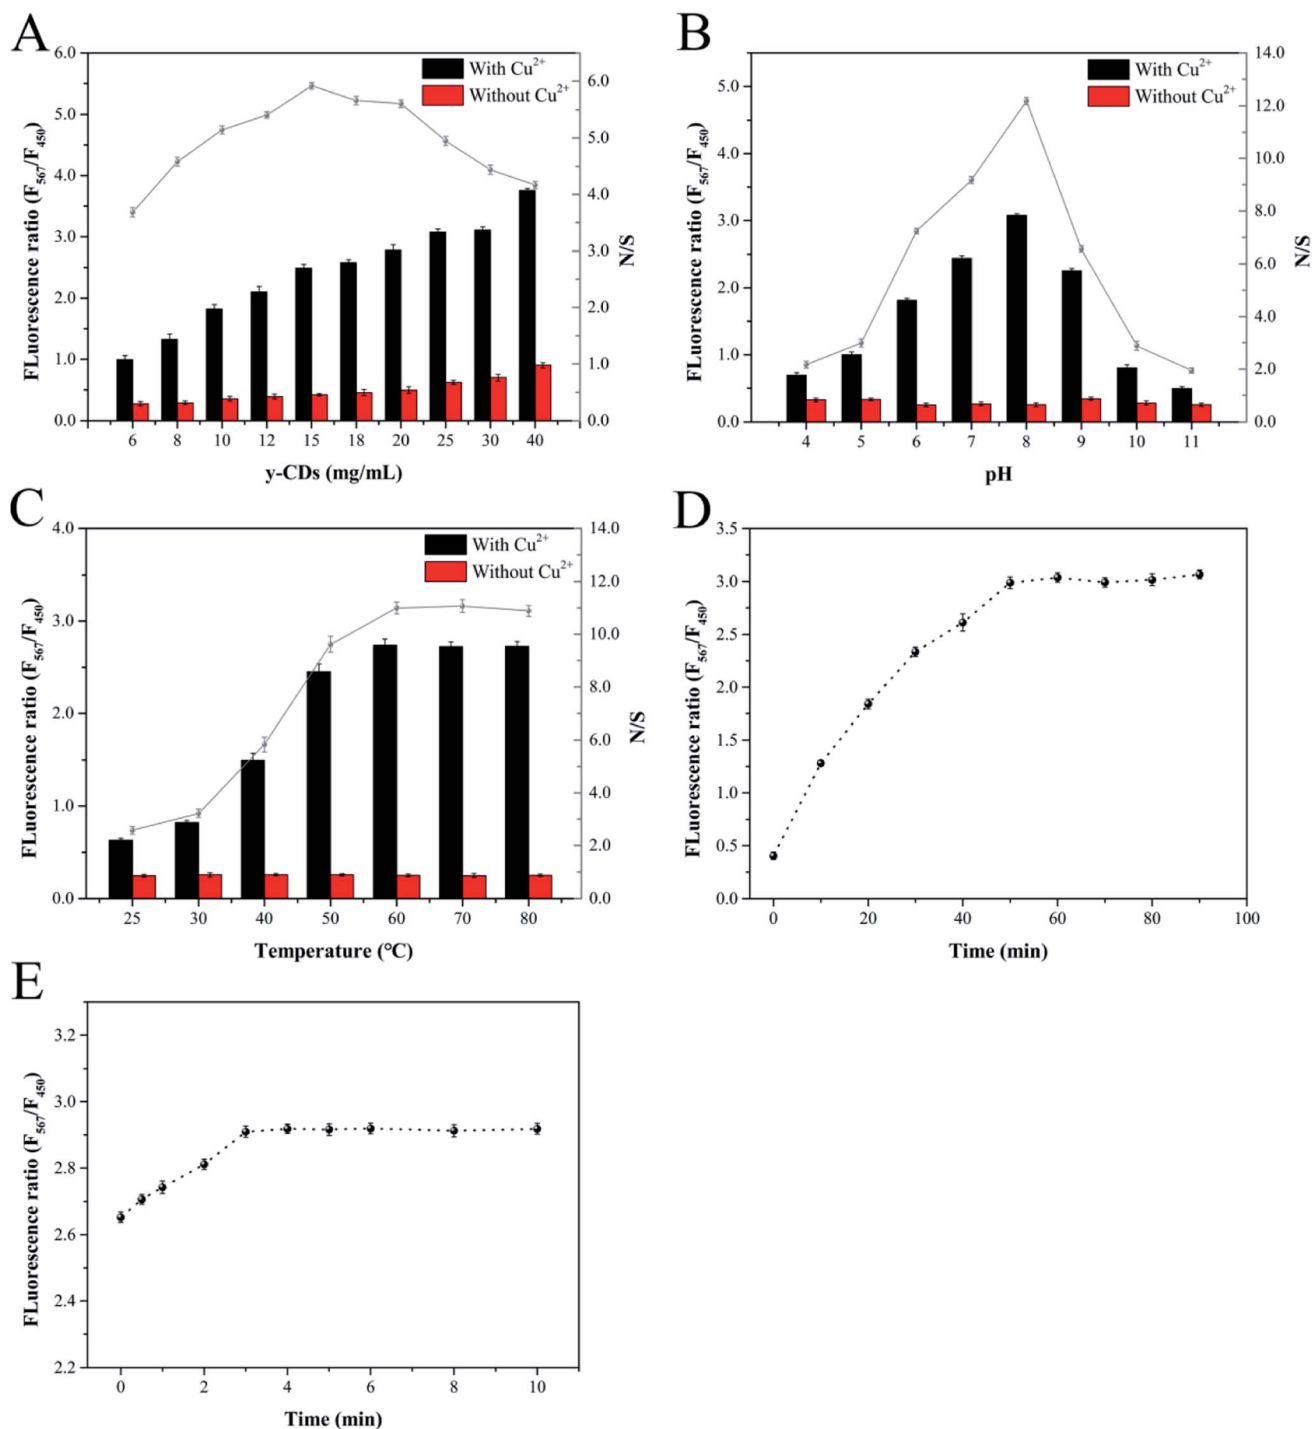 A
With Cu2+
Without Cu2+
6.0
5.0
4.0
3.0
2.0
1.0
0.0
FLuorescence ratio (F567/F450)
6.0
5.0
4.0
3.0
2.0
1.0
0.0
S/N
6 8 10 12 15 18 20 25 30 40
y-CDs (mg/mL)
B
With Cu2+
Without Cu2+
5.0
4.0
3.0
2.0
1.0
0.0
FLuorescence ratio (F567/F450)
14.0
12.0
10.0
8.0
6.0
4.0
2.0
0.0
S/N
4 5 6 7 8 9 10 11
pH
C
With Cu2+
Without Cu2+
4.0
3.0
2.0
1.0
0.0
FLuorescence ratio (F567/F450)
14.0
12.0
10.0
8.0
6.0
4.0
2.0
0.0
S/N
25 30 40 50 60 70 80
Temperature (°C)
D
3.5
3.0
2.5
2.0
1.5
1.0
0.5
0.0
FLuorescence ratio (F567/F450)
0 20 40 60 80 100
Time (min)
E
3.2
3.0
2.8
2.6
2.4
2.2
FLuorescence ratio (F567/F450)
0 2 4 6 8 10
Time (min)